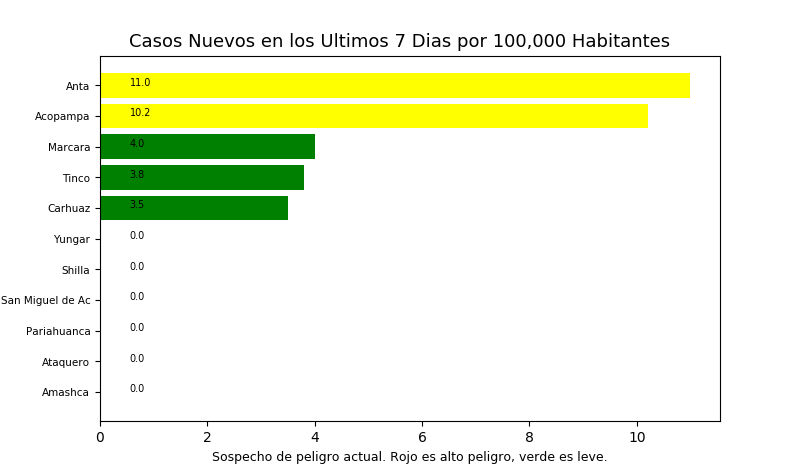 Casos Nuevos en los Ultimos 7 Dias por 100,000 Habitantes
Anta 11.0
Acopampa 10.2
Marcara 4.0
Tinco 3.8
Carhuaz 3.5
Yungar 0.0
Shilla 0.0
San Miguel de Ac 0.0
Pariahuanca 0.0
Ataquero 0.0
Amashca 0.0
0 2 4 6 8 10
Sospecho de peligro actual. Rojo es alto peligro, verde es leve.